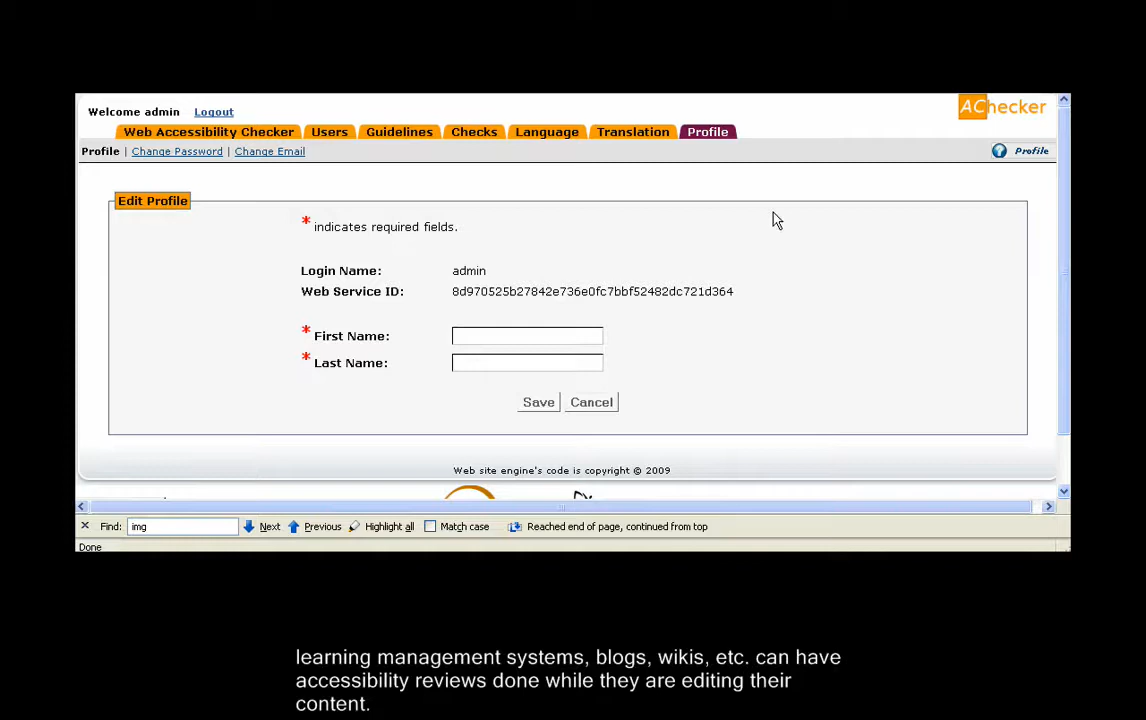 Welcome admin Logout
AChecker
Web Accessibility Checker Users Guidelines Checks Language Translation Profile
Profile | Change Password | Change Email Profile
Edit Profile
* indicates required fields.
Login Name: admin
Web Service ID: 8d970525b27842e736e0fc7bbf52482dc721d364
* First Name:
* Last Name:
Save Cancel
Web site engine's code is copyright © 2009
Find: img Next Previous Highlight all Match case Reached end of page, continued from top
Done
learning management systems, blogs, wikis, etc. can have
accessibility reviews done while they are editing their
content.